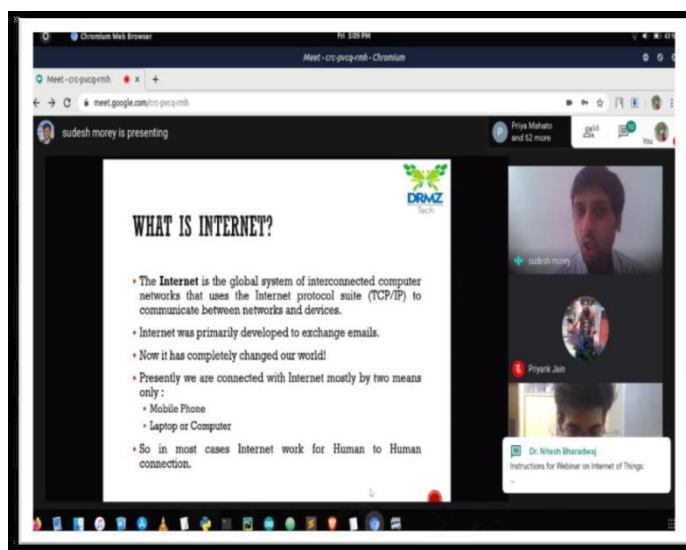 Chromium Web Browser
Fri 3:09 PM
Meet - crc-pvcq-rmh - Chromium
Meet - crc-pvcq-rmh
meet.google.com/crc-pvcq-rmh
sudesh morey is presenting
P
Priya Mahato
and 52 more
You
DRMZ
Tech
WHAT IS INTERNET?
• The Internet is the global system of interconnected computer
networks that uses the Internet protocol suite (TCP/IP) to
communicate between networks and devices.
• Internet was primarily developed to exchange emails.
• Now it has completely changed our world!
• Presently we are connected with Internet mostly by two means
only :
• Mobile Phone
• Laptop or Computer
• So in most cases Internet work for Human to Human
connection.
sudesh morey
Priyank Jain
Dr. Nitesh Bharadwaj
Instructions for Webinar on Internet of Things:
...